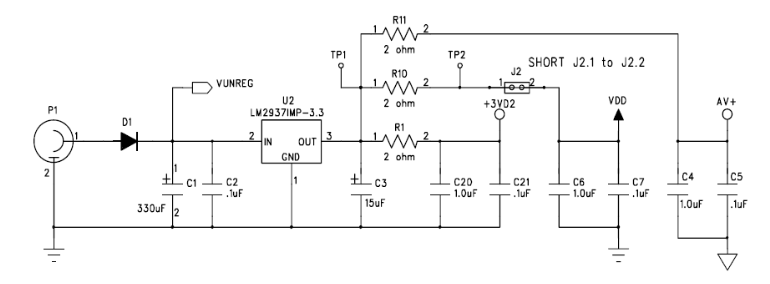 R11
1 2
2 ohm
TP1
R10
1 2
2 ohm
TP2
SHORT J2.1 to J2.2
J2
1 2
VUNREG
P1
1
2
D1
U2
LM2937IMP-3.3
2 IN OUT 3
GND
1
R1
1 2
2 ohm
+3VD2
VDD
AV+
1
+ C1
330uF
2
C2
.1uF
+ C3
15uF
C20
1.0uF
C21
.1uF
C6
1.0uF
C7
.1uF
C4
1.0uF
C5
.1uF